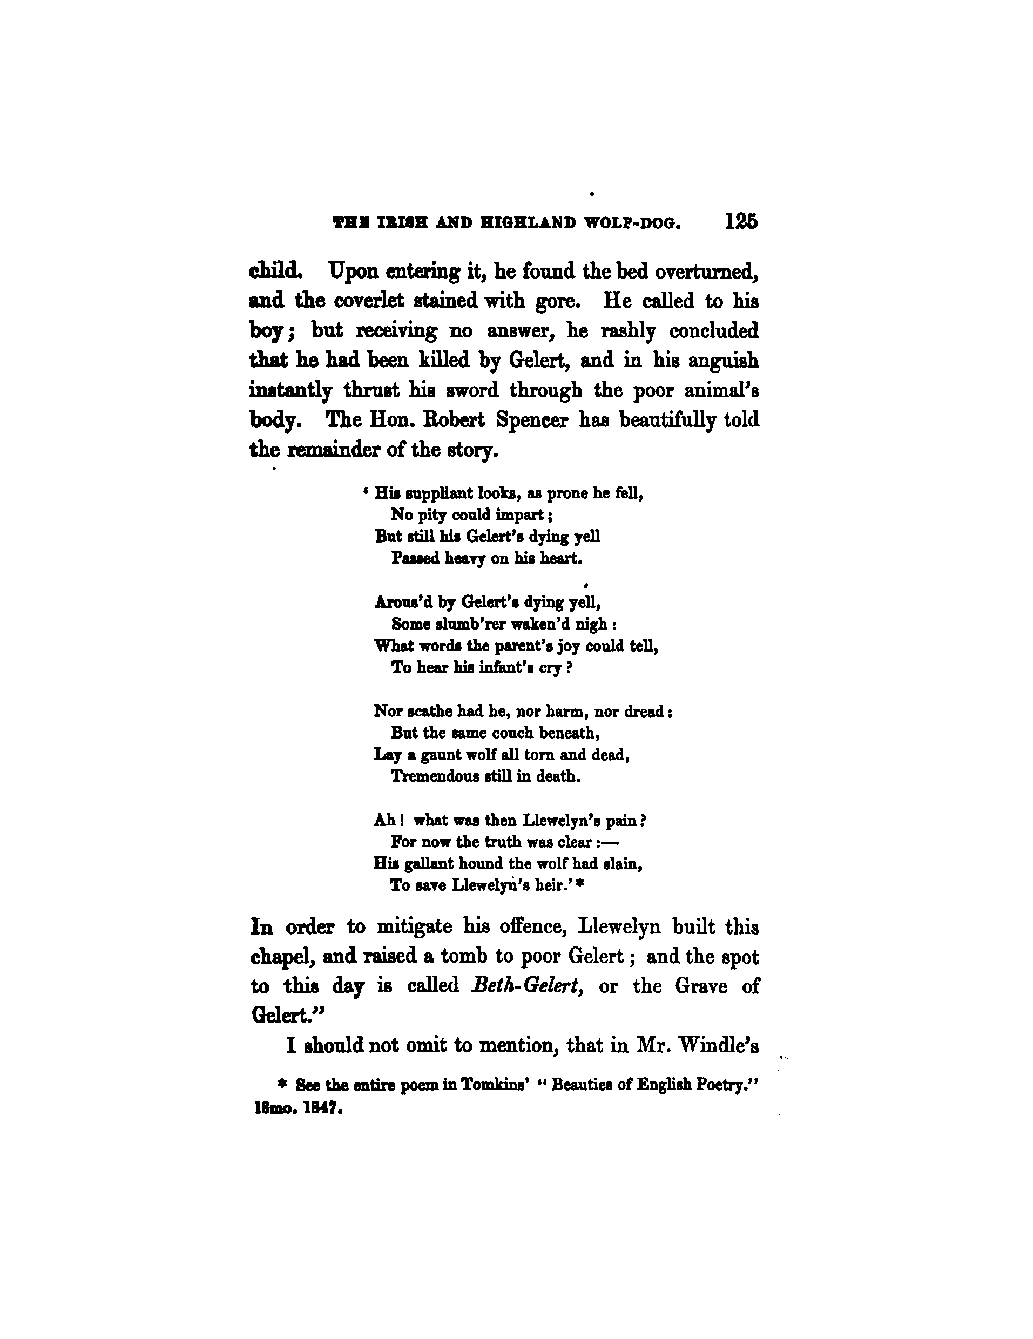 THE IRISH AND HIGHLAND WOLF-DOG. 125
child. Upon entering it, he found the bed overturned,
and the coverlet stained with gore. He called to his
boy; but receiving no answer, he rashly concluded
that he had been killed by Gelert, and in his anguish
instantly thrust his sword through the poor animal's
body. The Hon. Robert Spencer has beautifully told
the remainder of the story.
‘ His suppliant looks, as prone he fell,
No pity could impart;
But still his Gelert's dying yell
Passed heavy on his heart.
Arous'd by Gelert's dying yell,
Some slumb'rer waken'd nigh:
What words the parent's joy could tell,
To hear his infant's cry?
Nor scathe had he, nor harm, nor dread:
But the same couch beneath,
Lay a gaunt wolf all torn and dead,
Tremendous still in death.
Ah! what was then Llewelyn's pain?
For now the truth was clear:—
His gallant hound the wolf had slain,
To save Llewelyn's heir.’*
In order to mitigate his offence, Llewelyn built this
chapel, and raised a tomb to poor Gelert; and the spot
to this day is called Beth-Gelert, or the Grave of
Gelert.”
I should not omit to mention, that in Mr. Windle's
* See the entire poem in Tomkins' “ Beauties of English Poetry.”
18mo. 1847.